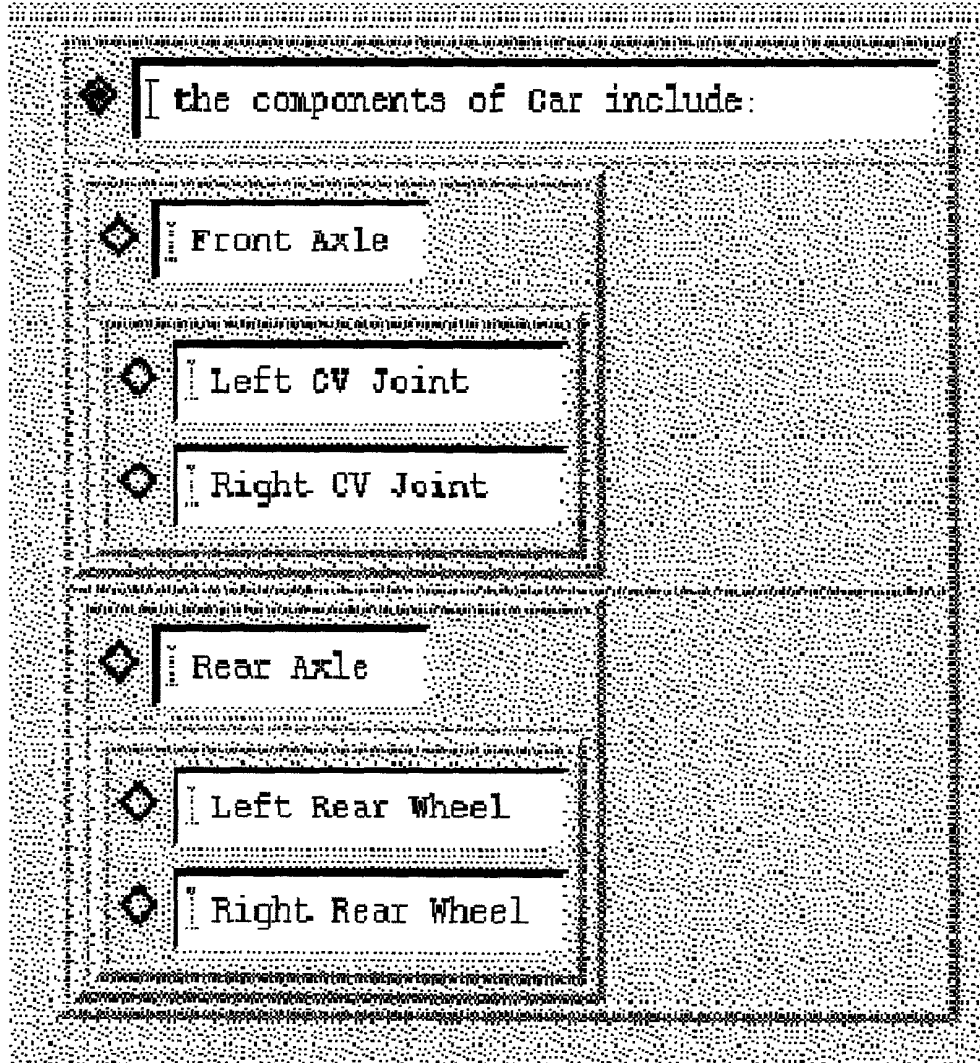 the components of Car include:
Front Axle
Left CV Joint
Right CV Joint
Rear Axle
Left Rear Wheel
Right Rear Wheel